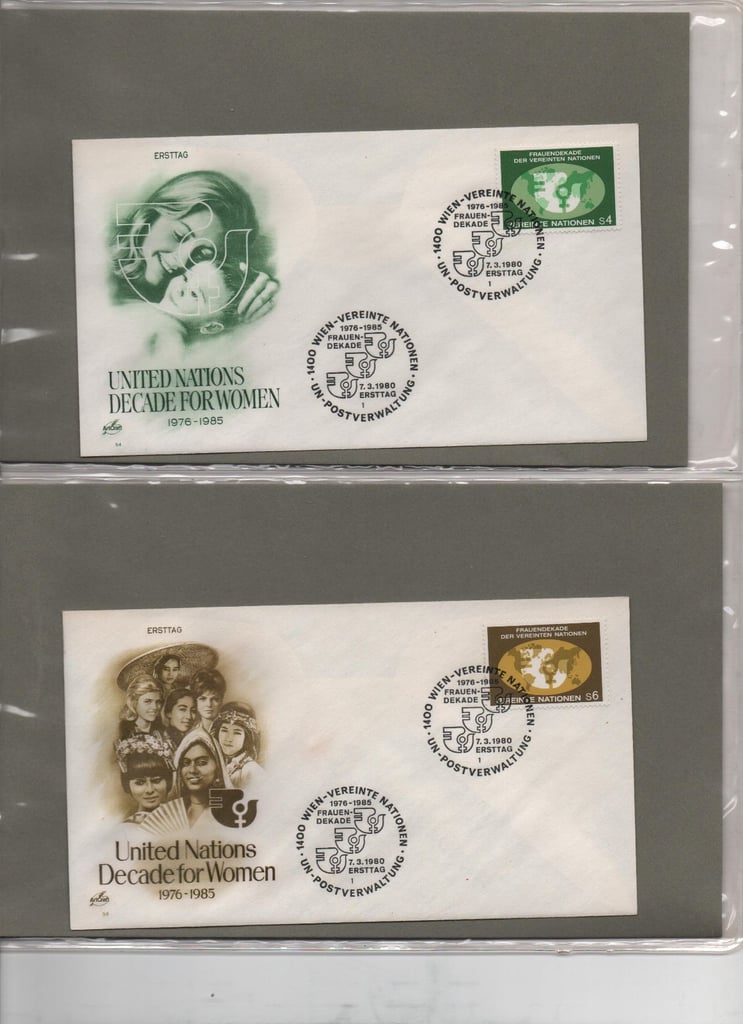 ERSTTAG
UNITED NATIONS
DECADE FOR WOMEN
1976-1985
ArtCraft
54
1400 WIEN-VEREINTE NATIONEN
1976-1985
FRAUEN-
DEKADE
7.3.1980
ERSTTAG
1
UN-POSTVERWALTUNG
1400 WIEN-VEREINTE NATIONEN
1976-1985
FRAUEN-
DEKADE
7.3.1980
ERSTTAG
1
UN-POSTVERWALTUNG
FRAUENDEKADE
DER VEREINTEN NATIONEN
VEREINTE NATIONEN S4
ERSTTAG
United Nations
Decade for Women
1976-1985
ArtCraft
1400 WIEN-VEREINTE NATIONEN
1976-1985
FRAUEN-
DEKADE
7.3.1980
ERSTTAG
1
UN-POSTVERWALTUNG
1400 WIEN-VEREINTE NATIONEN
1976-1985
FRAUEN-
DEKADE
7.3.1980
ERSTTAG
1
UN-POSTVERWALTUNG
FRAUENDEKADE
DER VEREINTEN NATIONEN
VEREINTE NATIONEN S6